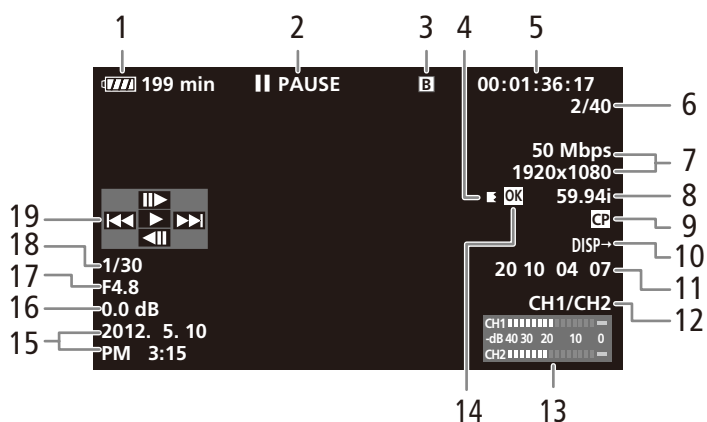 1 2 3 4 5
199 min PAUSE B 00:01:36:17
2/40 6
50 Mbps 7
1920x1080
OK 59.94i 8
CP 9
DISP→ 10
19
18 1/30
20 10 04 07 11
17 F4.8
16 0.0 dB CH1/CH2 12
15 2012. 5. 10
PM 3:15
CH1
-dB 40 30 20 10 0
CH2
14 13